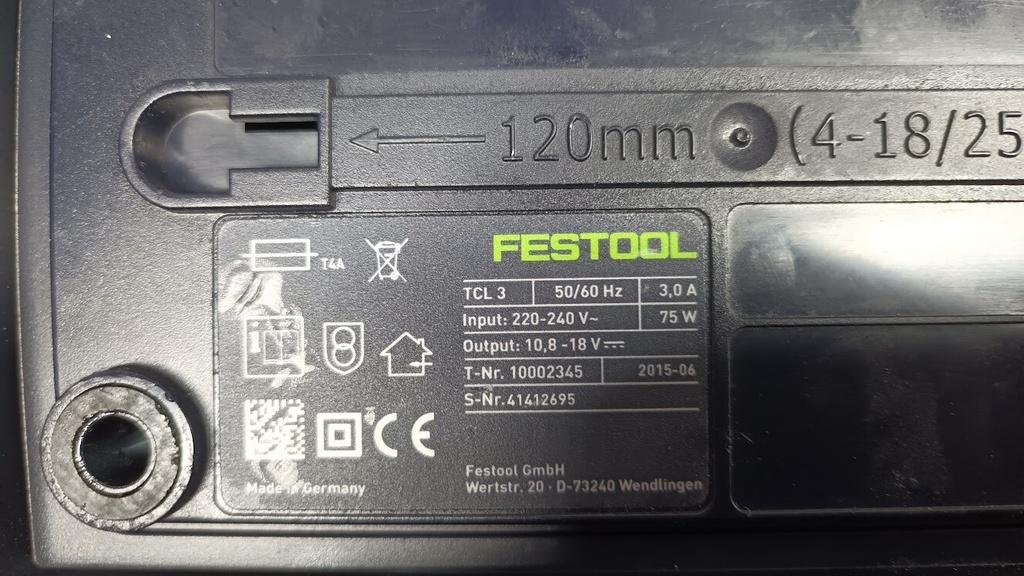 120mm (4-18/25
FESTOOL
T4A
TCL 3 50/60 Hz 3,0 A
Input: 220-240 V~ 75 W
Output: 10,8 -18 V⎓
T-Nr. 10002345 2015-06
S-Nr.41412695
CE
Festool GmbH
Wertstr. 20 · D-73240 Wendlingen
Made in Germany